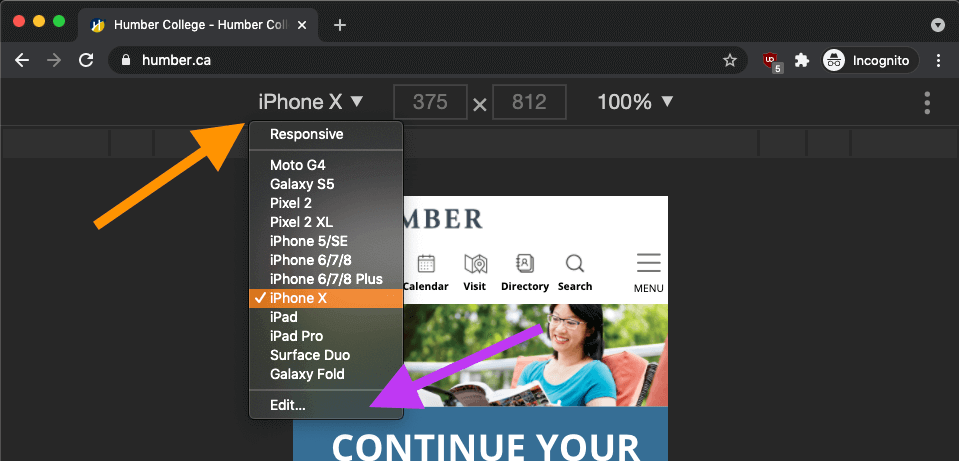 Humber College - Humber Coll
humber.ca
5
Incognito
iPhone X ▼ 375 × 812 100% ▼
Responsive
Moto G4
Galaxy S5
Pixel 2
Pixel 2 XL
iPhone 5/SE
iPhone 6/7/8
iPhone 6/7/8 Plus
✓ iPhone X
iPad
iPad Pro
Surface Duo
Galaxy Fold
Edit...
MBER
Calendar Visit Directory Search MENU
CONTINUE YOUR